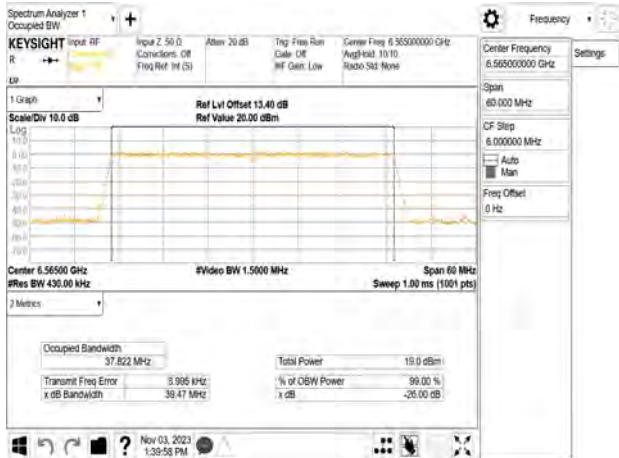 Spectrum Analyzer 1
Occupied BW
+
Frequency
KEYSIGHT
Input: RF
Input Z: 50 Ω
Corrections: Off
Freq Ref: Int (S)
Atten: 20 dB
Trig: Free Run
Gate: Off
#IF Gain: Low
Center Freq: 6.565000000 GHz
Avg|Hold: 10/10
Radio Std: None
R
Center Frequency
6.565000000 GHz
Settings
Span
60.000 MHz
CF Step
6.000000 MHz
Auto
Man
Freq Offset
0 Hz
1 Graph
Ref Lvl Offset 13.40 dB
Scale/Div 10.0 dB
Ref Value 20.00 dBm
Log
10.0
0.00
Center 6.56500 GHz
#Video BW 1.5000 MHz
Span 60 MHz
#Res BW 430.00 kHz
Sweep 1.00 ms (1001 pts)
2 Metrics
Occupied Bandwidth
37.822 MHz
Total Power
19.0 dBm
Transmit Freq Error
% of OBW Power
99.00 %
x dB Bandwidth
39.47 MHz
x dB
-26.00 dB
?
Nov 03, 2023
1:39:58 PM